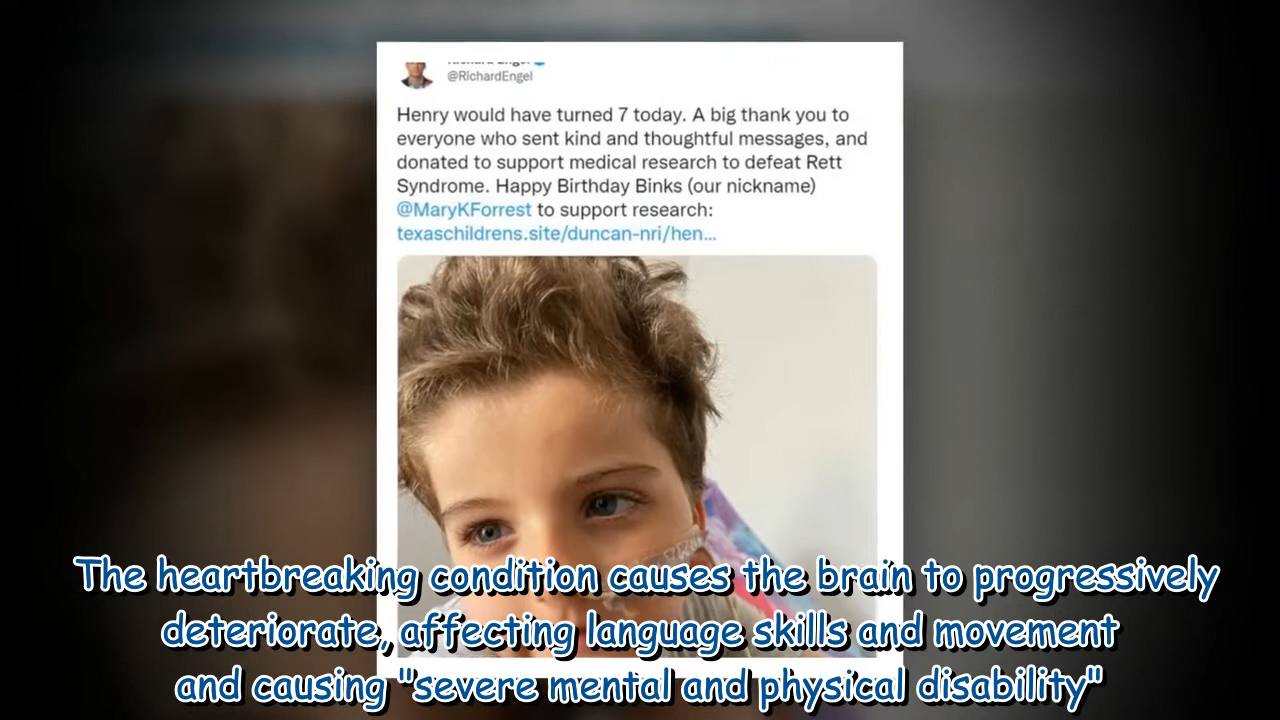 @RichardEngel
Henry would have turned 7 today. A big thank you to
everyone who sent kind and thoughtful messages, and
donated to support medical research to defeat Rett
Syndrome. Happy Birthday Binks (our nickname)
@MaryKForrest to support research:
texaschildrens.site/duncan-nri/hen...
The heartbreaking condition causes the brain to progressively
deteriorate, affecting language skills and movement
and causing "severe mental and physical disability"